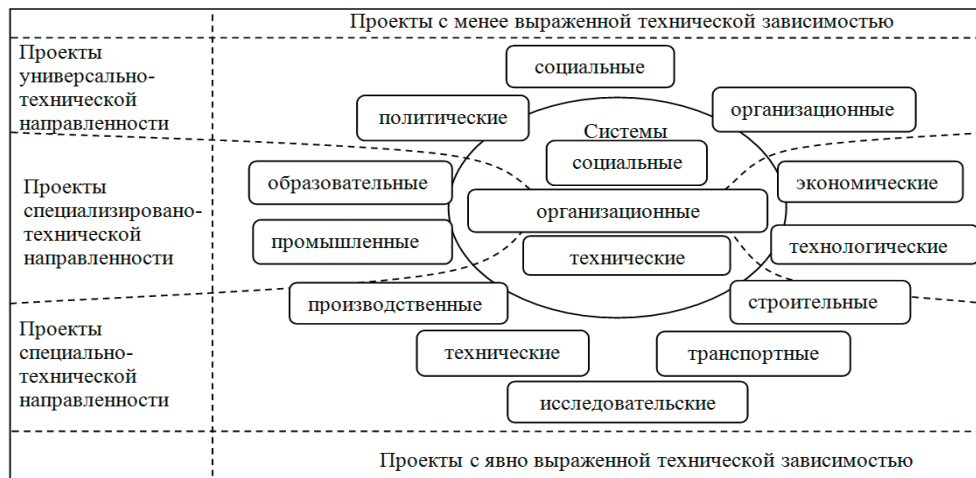 Проекты с менее выраженной технической зависимостью
Проекты
универсально-
технической
направленности
социальные
политические
организационные
Системы
социальные
Проекты
специализировано-
технической
направленности
образовательные
экономические
организационные
промышленные
технологические
технические
производственные
строительные
Проекты
специально-
технической
направленности
технические
транспортные
исследовательские
Проекты с явно выраженной технической зависимостью